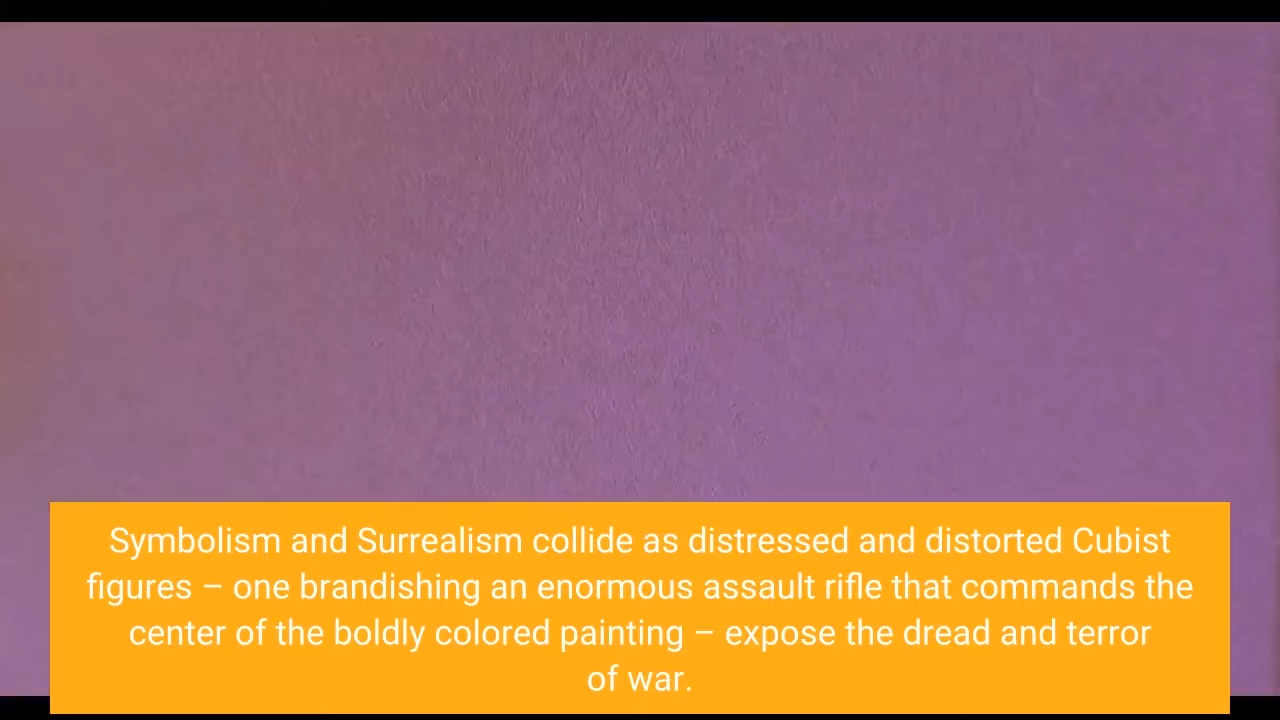 Symbolism and Surrealism collide as distressed and distorted Cubist
figures – one brandishing an enormous assault rifle that commands the
center of the boldly colored painting – expose the dread and terror
of war.